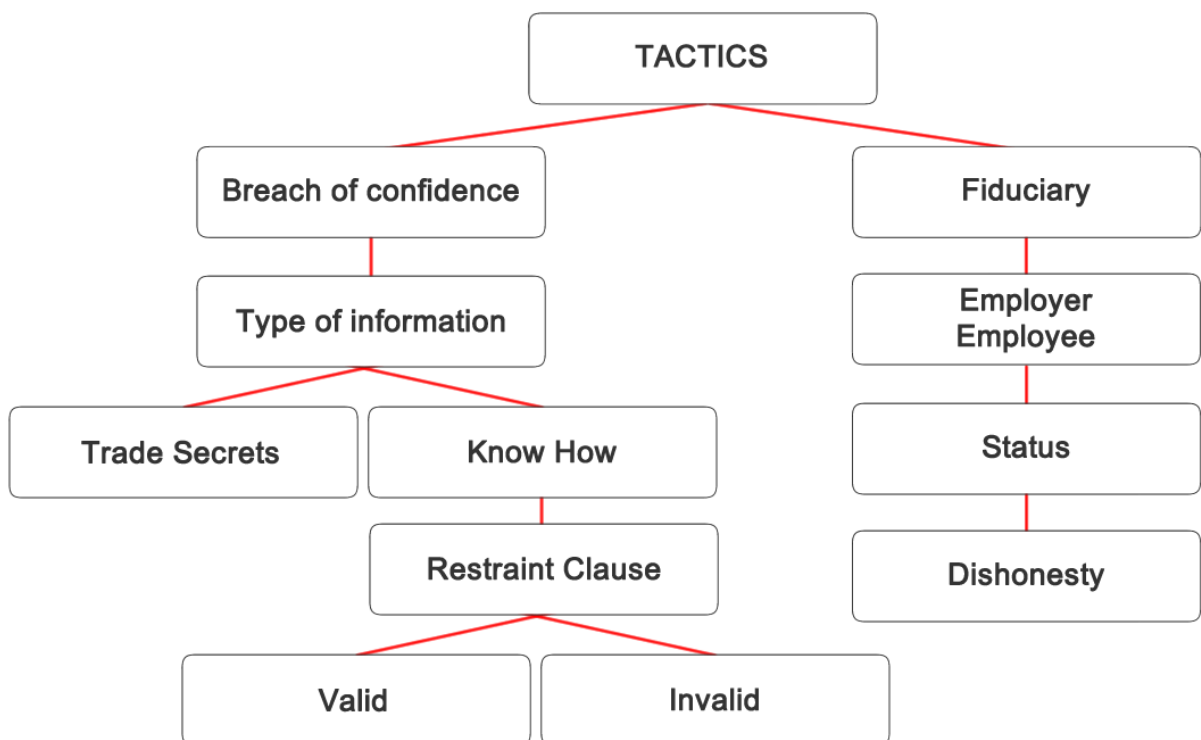 TACTICS
Breach of confidence
Fiduciary
Type of information
Employer
Employee
Trade Secrets
Know How
Status
Restraint Clause
Dishonesty
Valid
Invalid